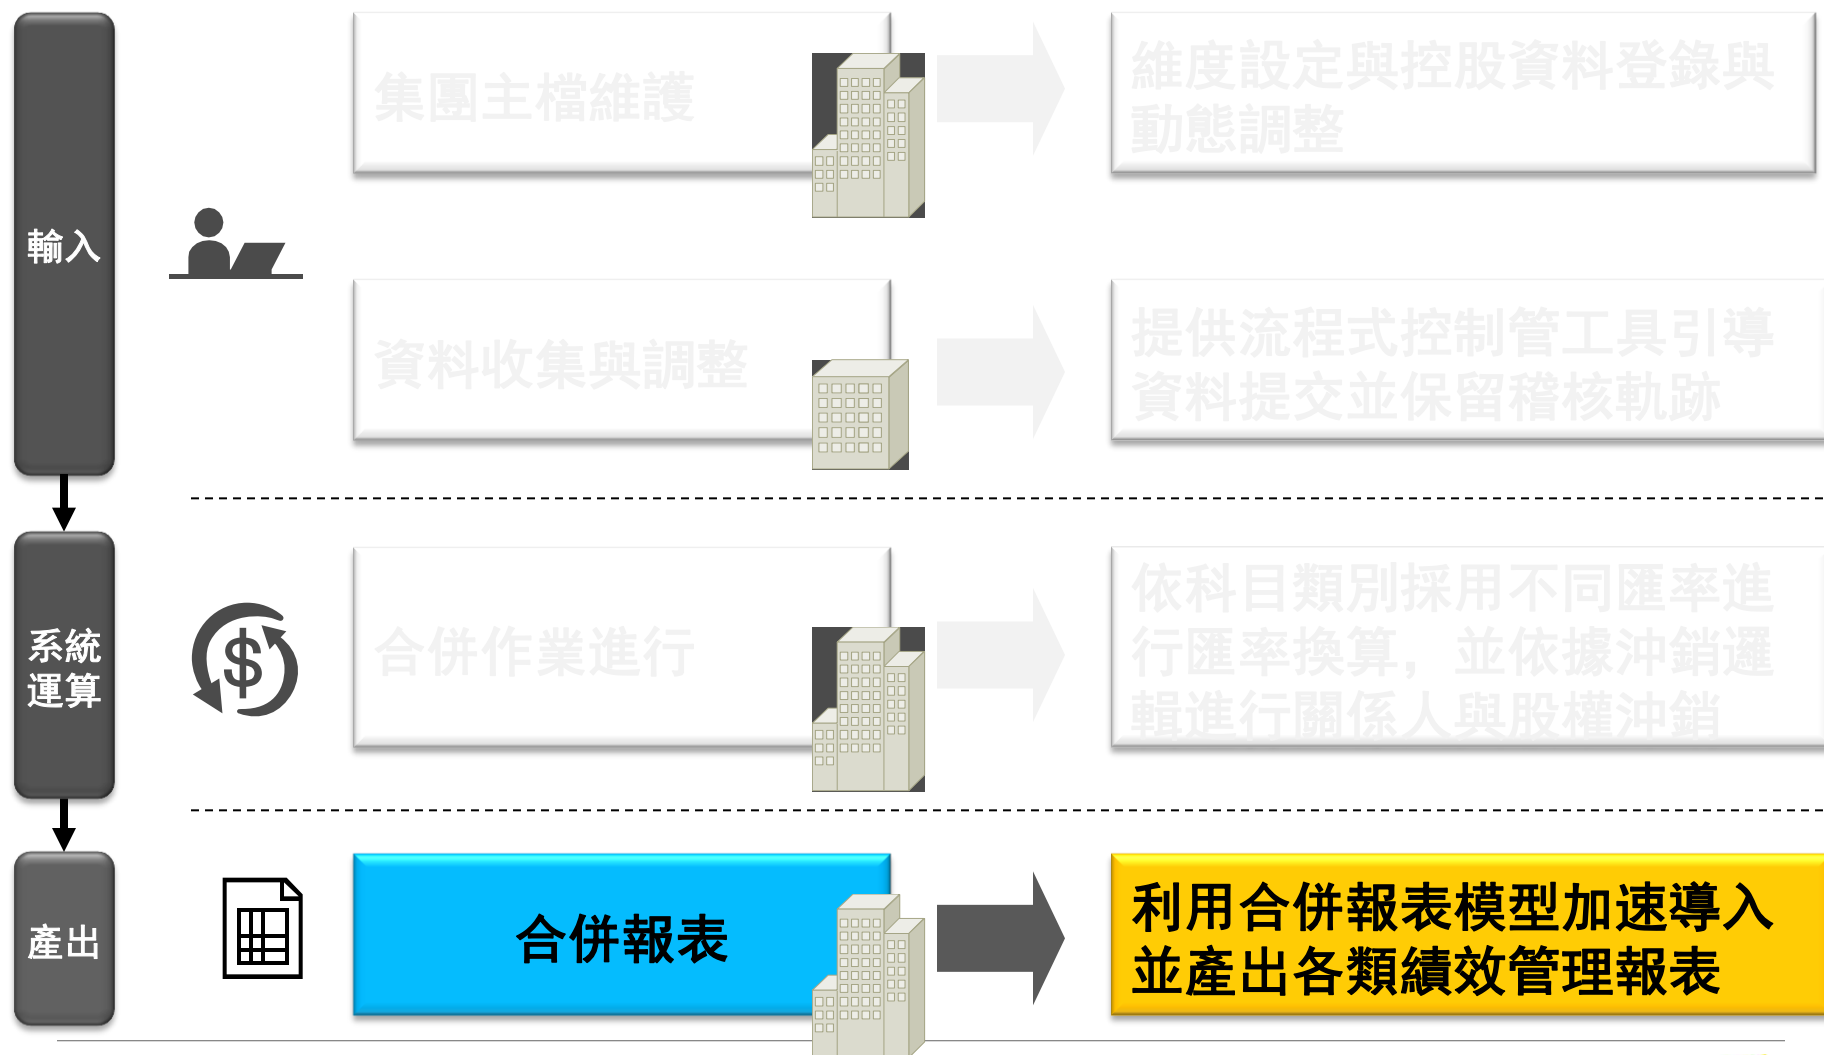 輸入
集團主檔維護
維度設定與控股資料登錄與
動態調整
資料收集與調整
提供流程式控制管工具引導
資料提交並保留稽核軌跡
系統
運算
合併作業進行
依科目類別採用不同匯率進
行匯率換算，並依據沖銷邏
輯進行關係人與股權沖銷
產出
合併報表
利用合併報表模型加速導入
並產出各類績效管理報表